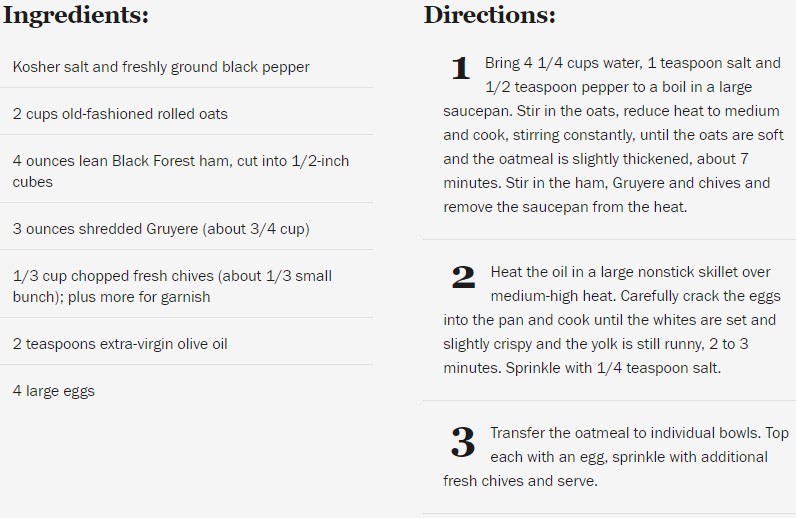 Ingredients:
Kosher salt and freshly ground black pepper
2 cups old-fashioned rolled oats
4 ounces lean Black Forest ham, cut into 1/2-inch
cubes
3 ounces shredded Gruyere (about 3/4 cup)
1/3 cup chopped fresh chives (about 1/3 small
bunch); plus more for garnish
2 teaspoons extra-virgin olive oil
4 large eggs
Directions:
1 Bring 4 1/4 cups water, 1 teaspoon salt and
1/2 teaspoon pepper to a boil in a large
saucepan. Stir in the oats, reduce heat to medium
and cook, stirring constantly, until the oats are soft
and the oatmeal is slightly thickened, about 7
minutes. Stir in the ham, Gruyere and chives and
remove the saucepan from the heat.
2 Heat the oil in a large nonstick skillet over
medium-high heat. Carefully crack the eggs
into the pan and cook until the whites are set and
slightly crispy and the yolk is still runny, 2 to 3
minutes. Sprinkle with 1/4 teaspoon salt.
3 Transfer the oatmeal to individual bowls. Top
each with an egg, sprinkle with additional
fresh chives and serve.